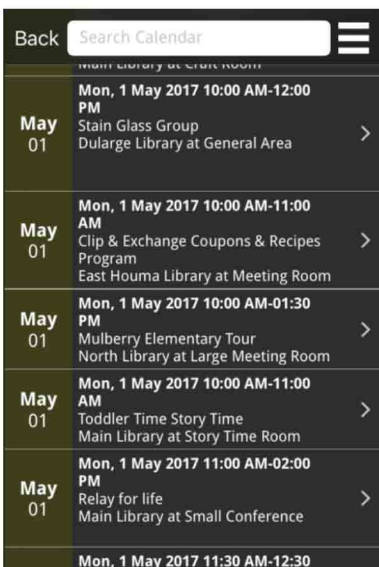 Back
Search Calendar
Main Library at Craft Room
Mon, 1 May 2017 10:00 AM-12:00
PM
May
01
Stain Glass Group
Dularge Library at General Area
Mon, 1 May 2017 10:00 AM-11:00
AM
May
01
Clip & Exchange Coupons & Recipes
Program
East Houma Library at Meeting Room
Mon, 1 May 2017 10:00 AM-01:30
PM
May
01
Mulberry Elementary Tour
North Library at Large Meeting Room
Mon, 1 May 2017 10:00 AM-11:00
AM
May
01
Toddler Time Story Time
Main Library at Story Time Room
Mon, 1 May 2017 11:00 AM-02:00
PM
May
01
Relay for life
Main Library at Small Conference
Mon, 1 May 2017 11:30 AM-12:30